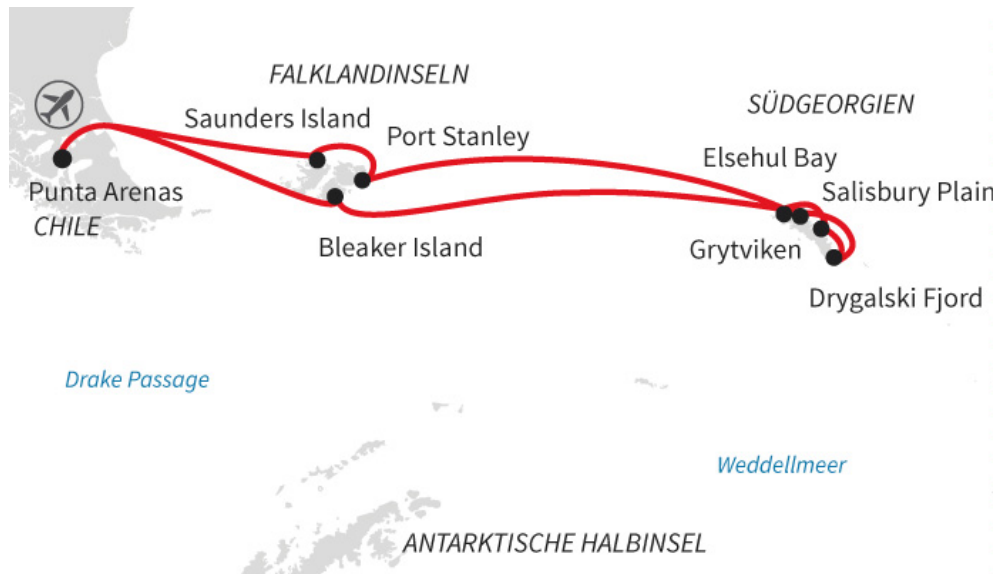 FALKLANDINSELN
SÜDGEORGIEN
Saunders Island
Port Stanley
Elsehul Bay
Punta Arenas
CHILE
Salisbury Plain
Bleaker Island
Grytviken
Drygalski Fjord
Drake Passage
Weddellmeer
ANTARKTISCHE HALBINSEL